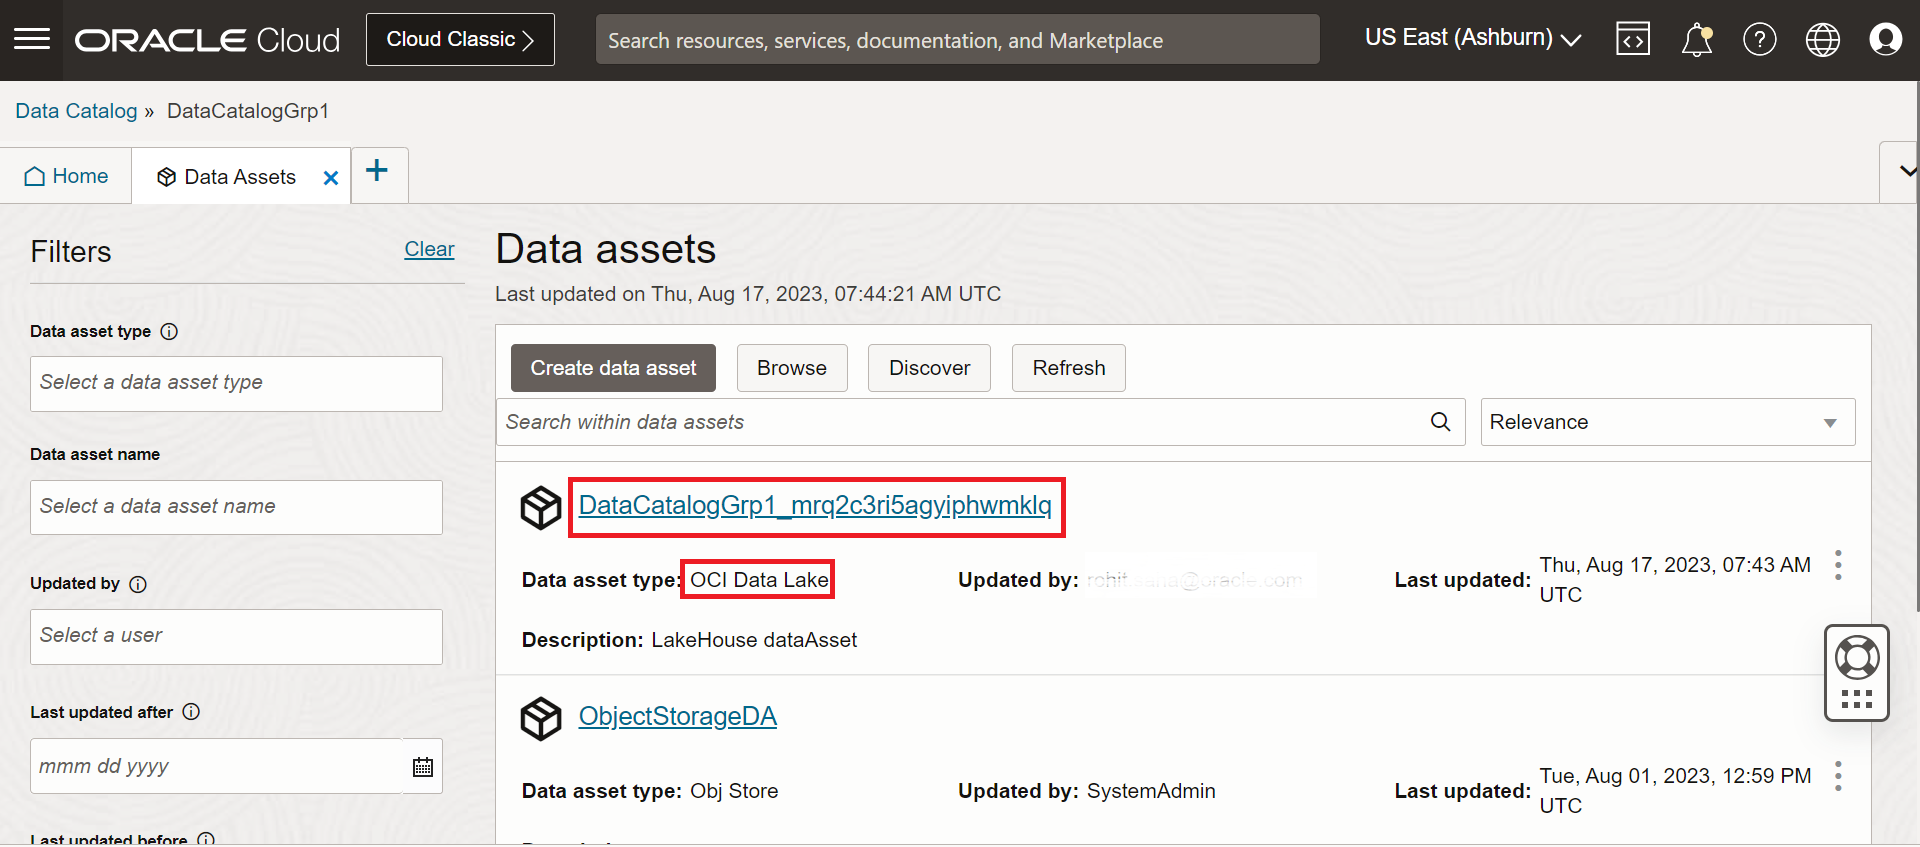 ORACLE Cloud
Cloud Classic
Search resources, services, documentation, and Marketplace
US East (Ashburn)
Data Catalog » DataCatalogGrp1
Home
Data Assets
Filters
Clear
Data asset type
Select a data asset type
Data asset name
Select a data asset name
Updated by
Select a user
Last updated after
mmm dd yyyy
Last updated before
Data assets
Last updated on Thu, Aug 17, 2023, 07:44:21 AM UTC
Create data asset
Browse
Discover
Refresh
Search within data assets
Relevance
DataCatalogGrp1_mrq2c3ri5agyiphwmklq
Data asset type: OCI Data Lake
Updated by:
Last updated: Thu, Aug 17, 2023, 07:43 AM
UTC
Description: LakeHouse dataAsset
ObjectStorageDA
Data asset type: Obj Store
Updated by: SystemAdmin
Last updated: Tue, Aug 01, 2023, 12:59 PM
UTC